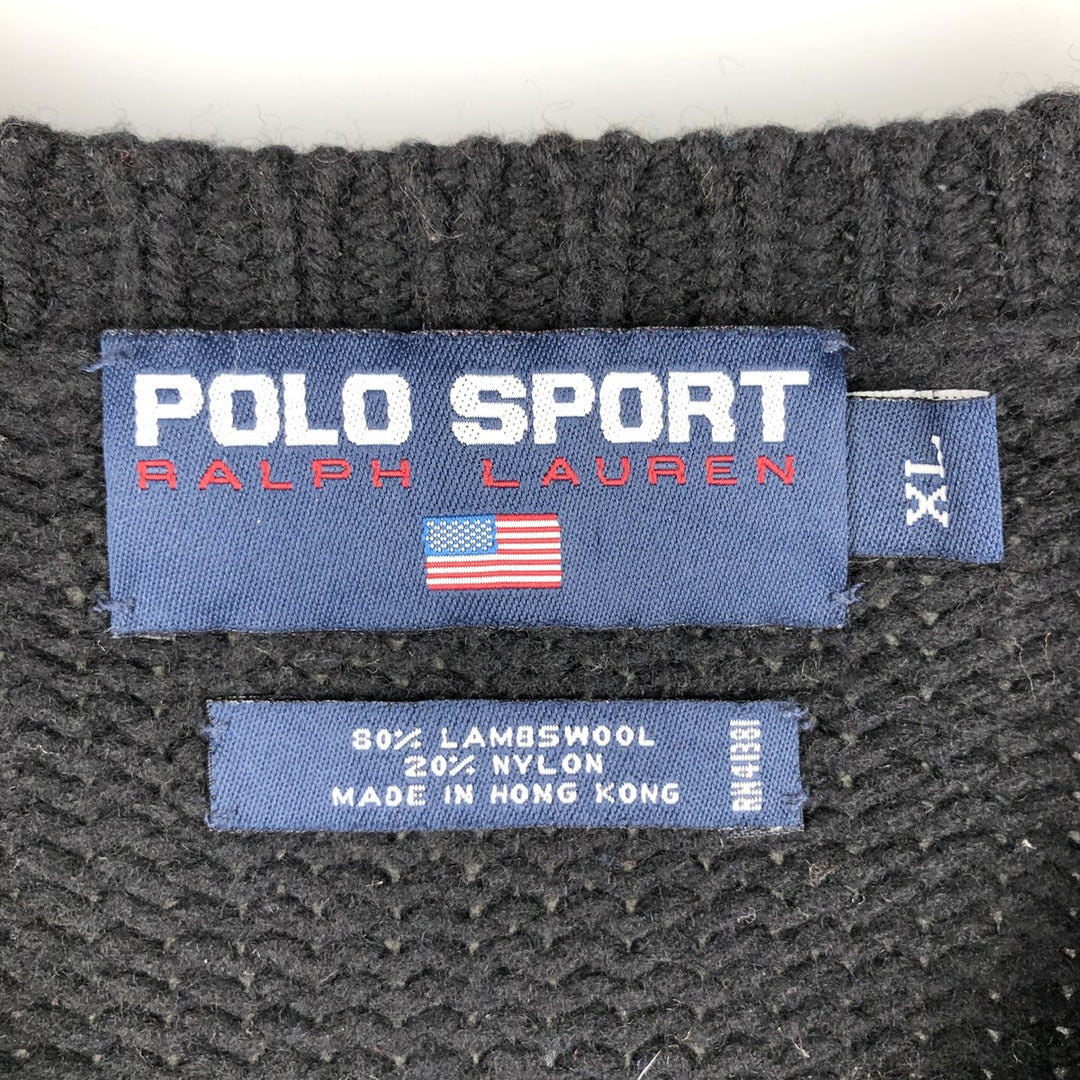 POLO SPORT
RALPH LAUREN
XL
80% LAMBSWOOL
20% NYLON
MADE IN HONG KONG
RN41381